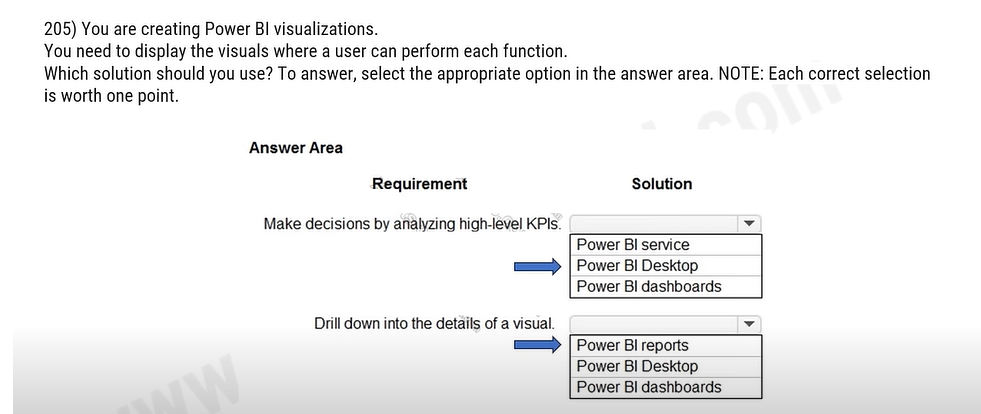 205) You are creating Power BI visualizations.
You need to display the visuals where a user can perform each function.
Which solution should you use? To answer, select the appropriate option in the answer area. NOTE: Each correct selection
is worth one point.
.com
Answer Area
Requirement Solution
Make decisions by analyzing high-level KPIs.
Power BI service
Power BI Desktop
Power BI dashboards
Drill down into the details of a visual.
Power BI reports
Power BI Desktop
Power BI dashboards
www